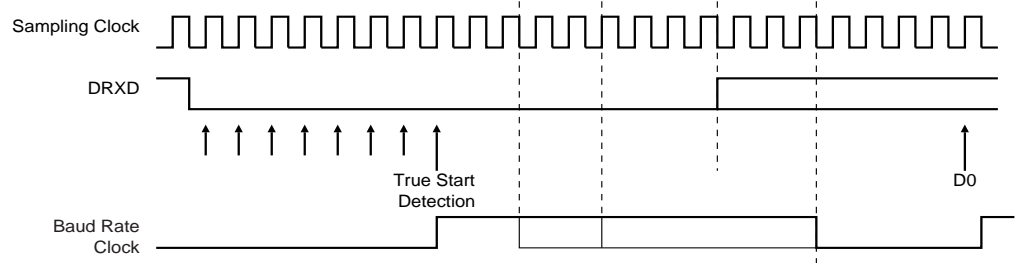 Sampling Clock
DRXD
True Start
Detection
D0
Baud Rate
Clock